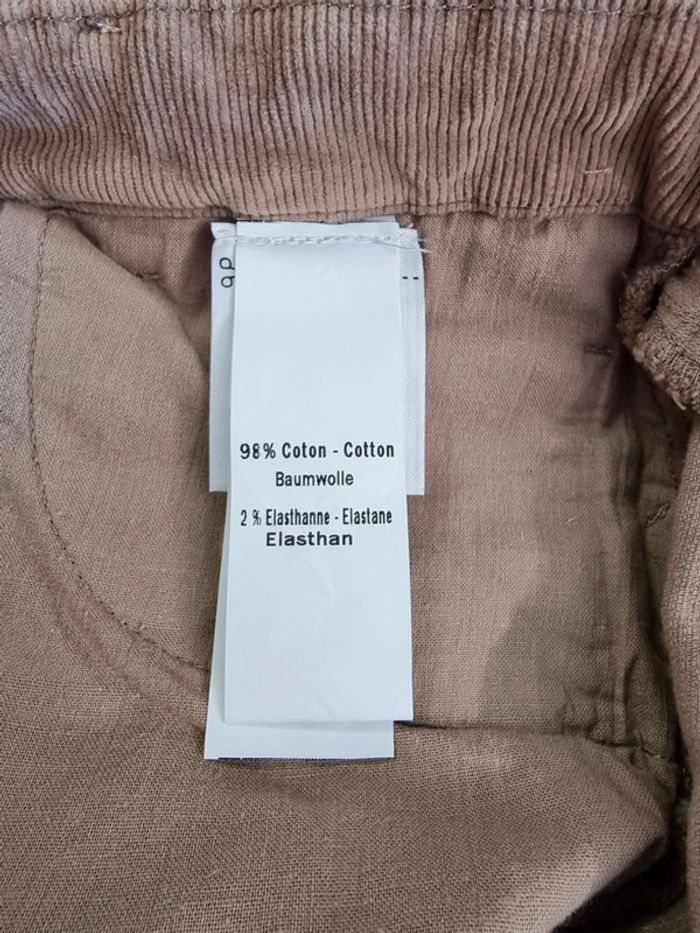 98% Coton - Cotton
Baumwolle
2 % Elasthanne - Elastane
Elasthan